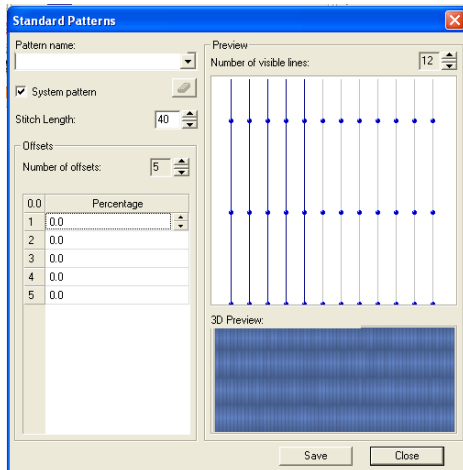 Standard Patterns
Pattern name:
System pattern
Stitch Length: 40
Offsets
Number of offsets: 5
0.0 Percentage
1 0.0
2 0.0
3 0.0
4 0.0
5 0.0
Preview
Number of visible lines: 12
3D Preview:
Save Close